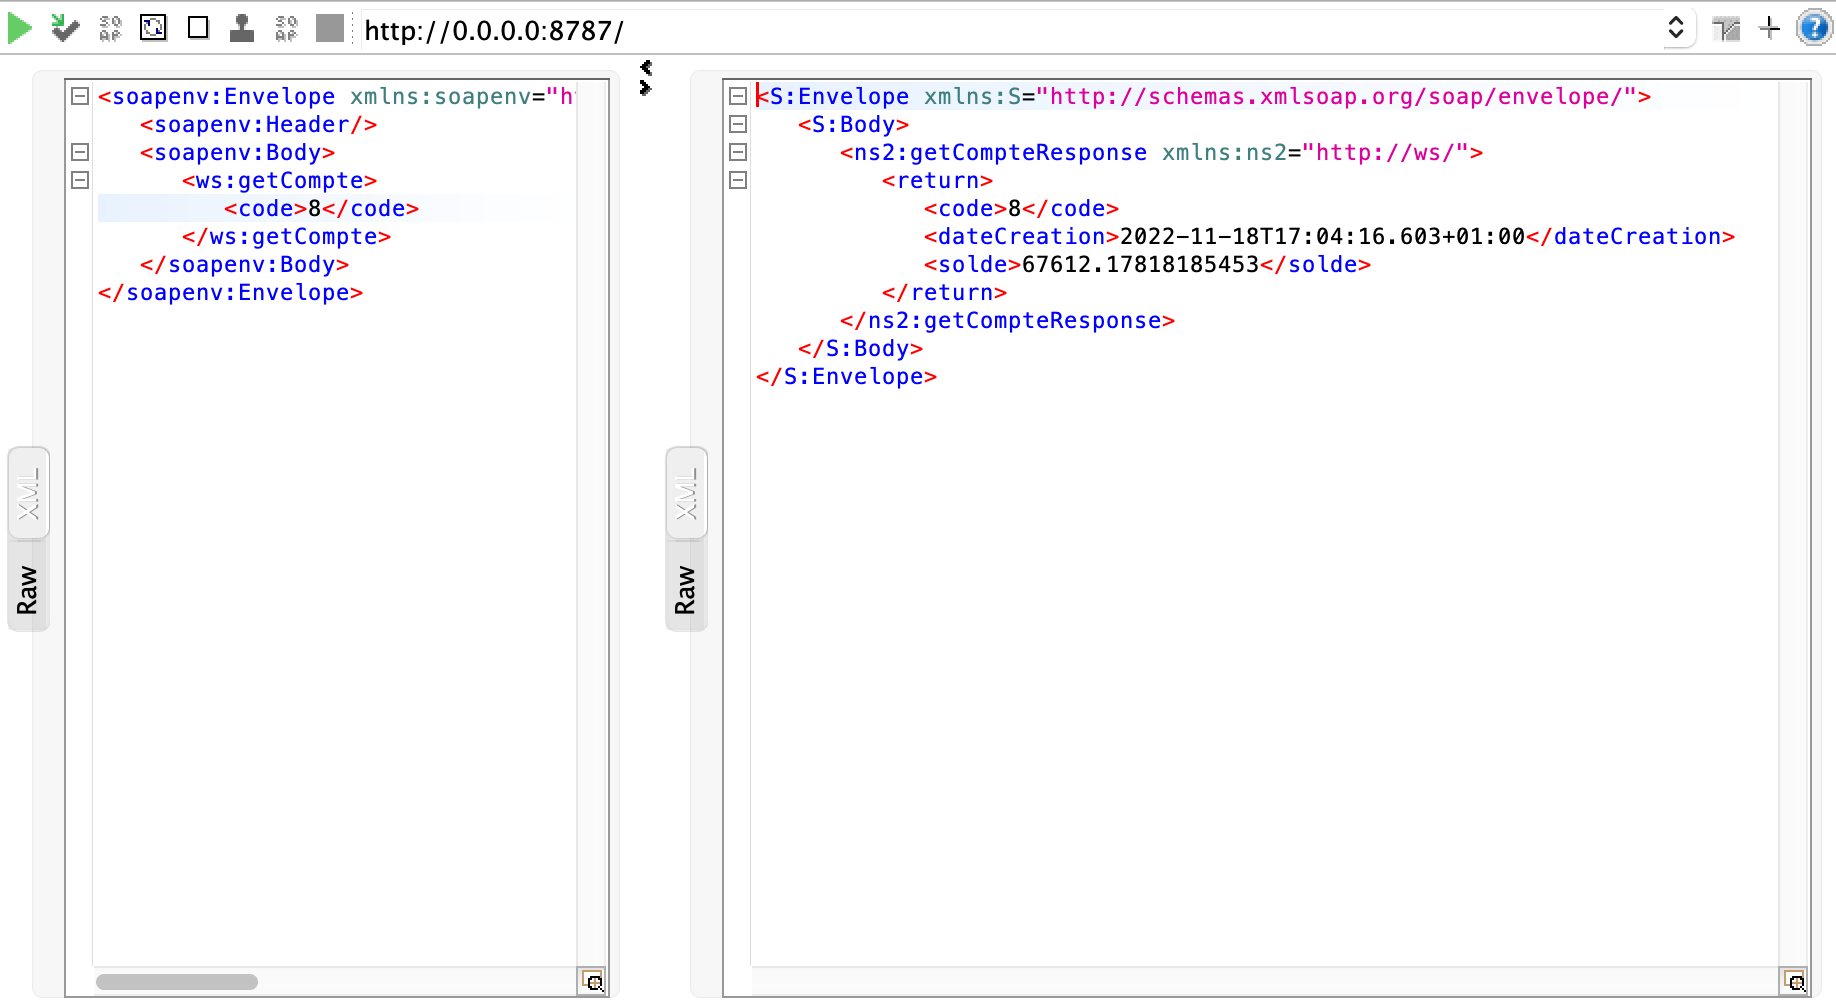 http://0.0.0.0:8787/
<soapenv:Envelope xmlns:soapenv="h
<soapenv:Header/>
<soapenv:Body>
<ws:getCompte>
<code>8</code>
</ws:getCompte>
</soapenv:Body>
</soapenv:Envelope>
XML
Raw
<S:Envelope xmlns:S="http://schemas.xmlsoap.org/soap/envelope/">
<S:Body>
<ns2:getCompteResponse xmlns:ns2="http://ws/">
<return>
<code>8</code>
<dateCreation>2022-11-18T17:04:16.603+01:00</dateCreation>
<solde>67612.17818185453</solde>
</return>
</ns2:getCompteResponse>
</S:Body>
</S:Envelope>
XML
Raw